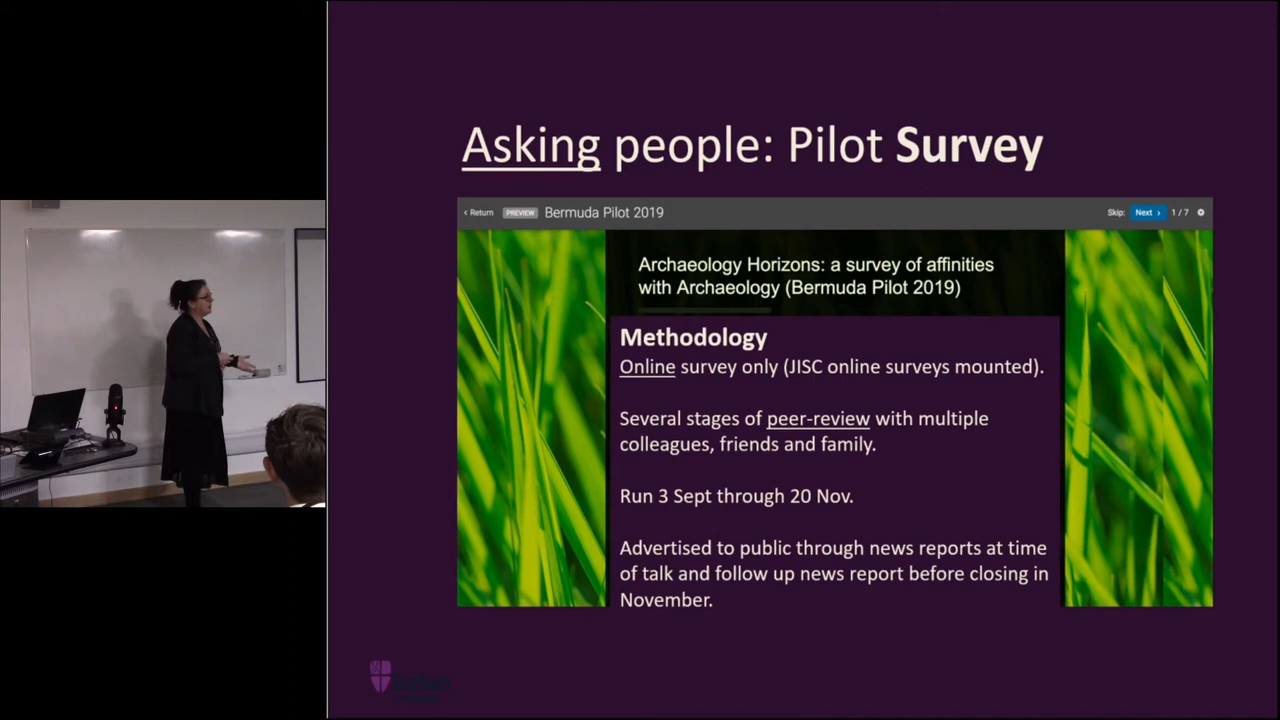 Asking people: Pilot Survey
Return PREVIEW Bermuda Pilot 2019 Skip: Next 1 / 7
Archaeology Horizons: a survey of affinities
with Archaeology (Bermuda Pilot 2019)
Methodology
Online survey only (JISC online surveys mounted).
Several stages of peer-review with multiple
colleagues, friends and family.
Run 3 Sept through 20 Nov.
Advertised to public through news reports at time
of talk and follow up news report before closing in
November.